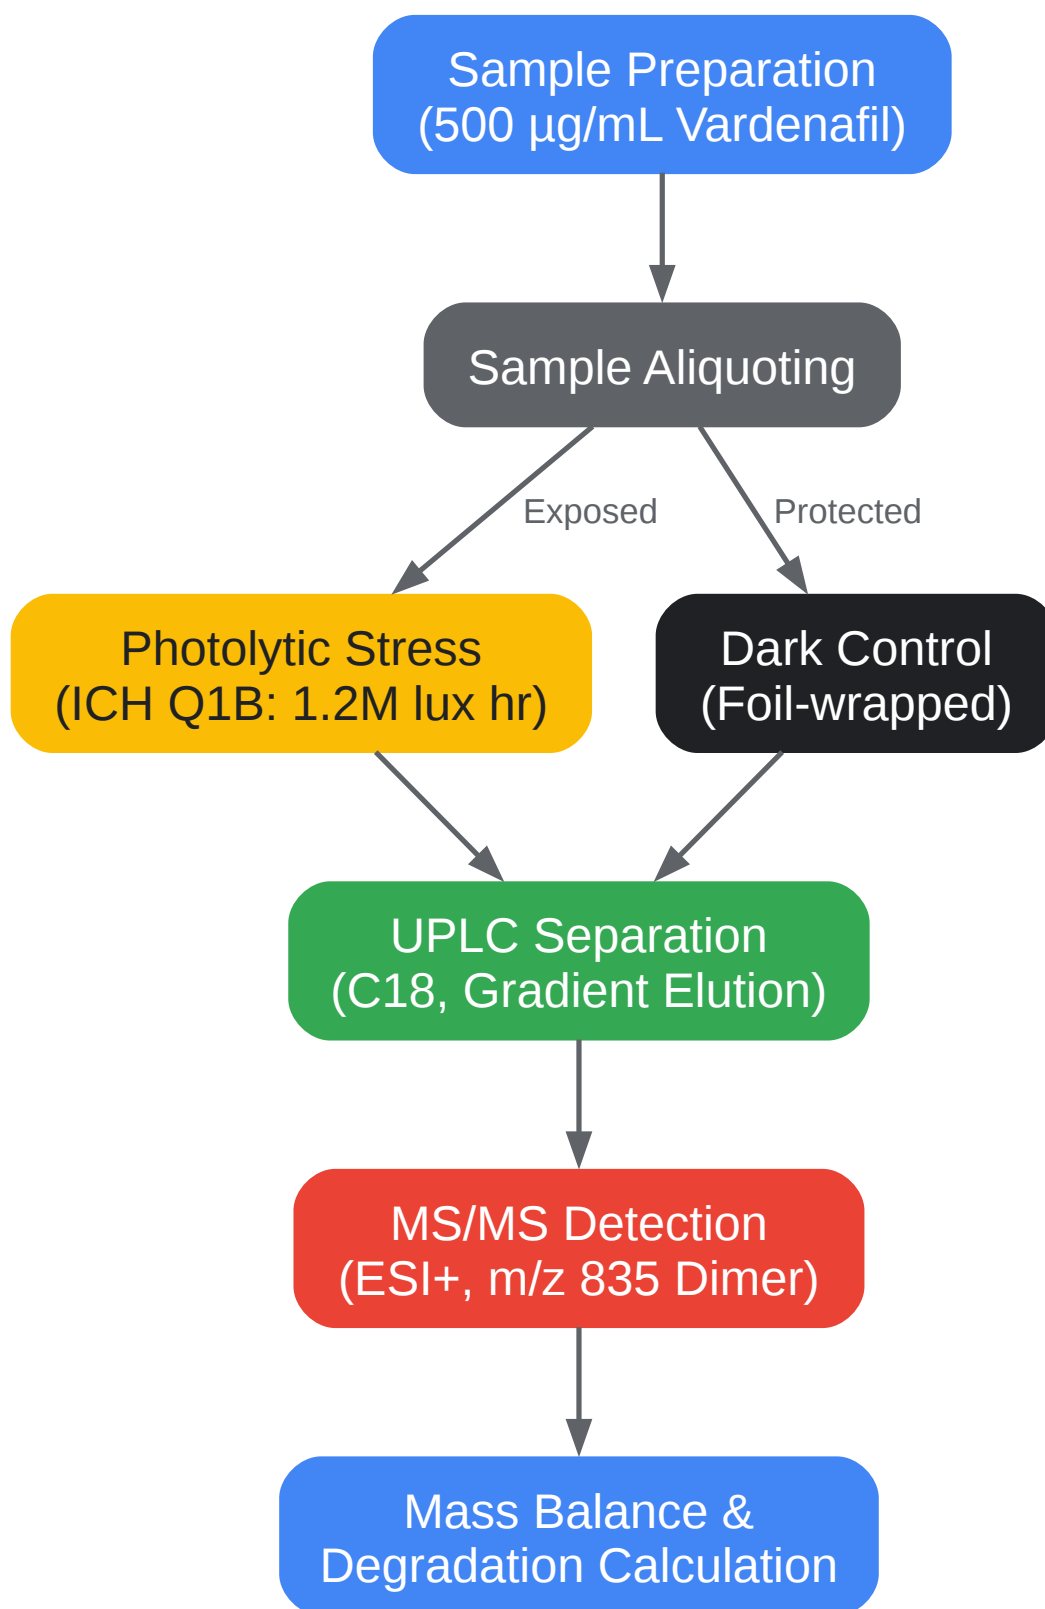 Sample Preparation
(500 µg/mL Vardenafil)
Sample Aliquoting
Exposed
Protected
Photolytic Stress
(ICH Q1B: 1.2M lux hr)
Dark Control
(Foil-wrapped)
UPLC Separation
(C18, Gradient Elution)
MS/MS Detection
(ESI+, m/z 835 Dimer)
Mass Balance &
Degradation Calculation